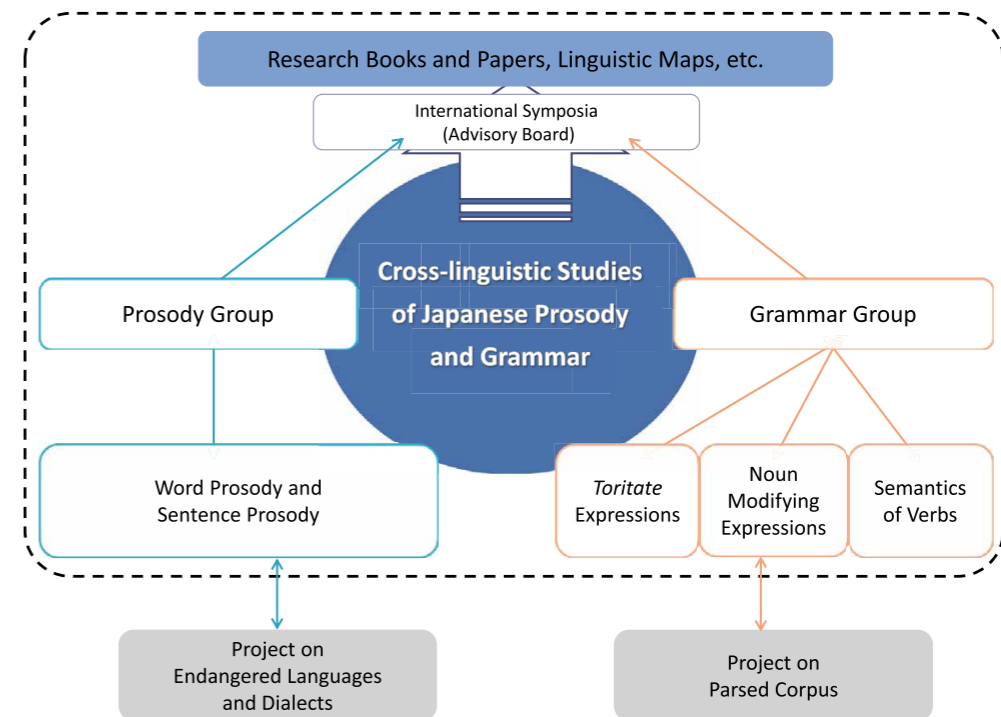 Research Books and Papers, Linguistic Maps, etc.
International Symposia
(Advisory Board)
Cross-linguistic Studies
of Japanese Prosody
and Grammar
Prosody Group
Grammar Group
Word Prosody and
Sentence Prosody
Toritate
Expressions
Noun
Modifying
Expressions
Semantics
of Verbs
Project on
Endangered Languages
and Dialects
Project on
Parsed Corpus